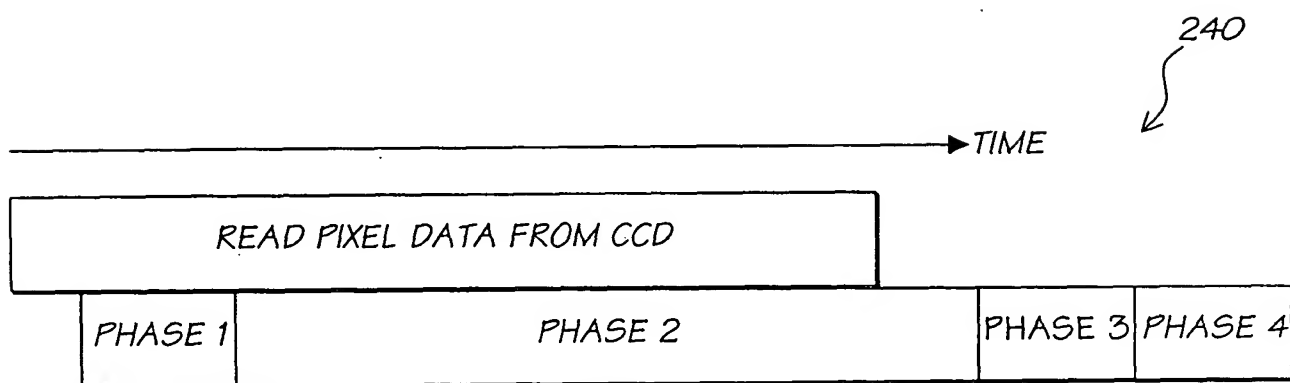 240
TIME
READ PIXEL DATA FROM CCD
PHASE 1 PHASE 2 PHASE 3 PHASE 4